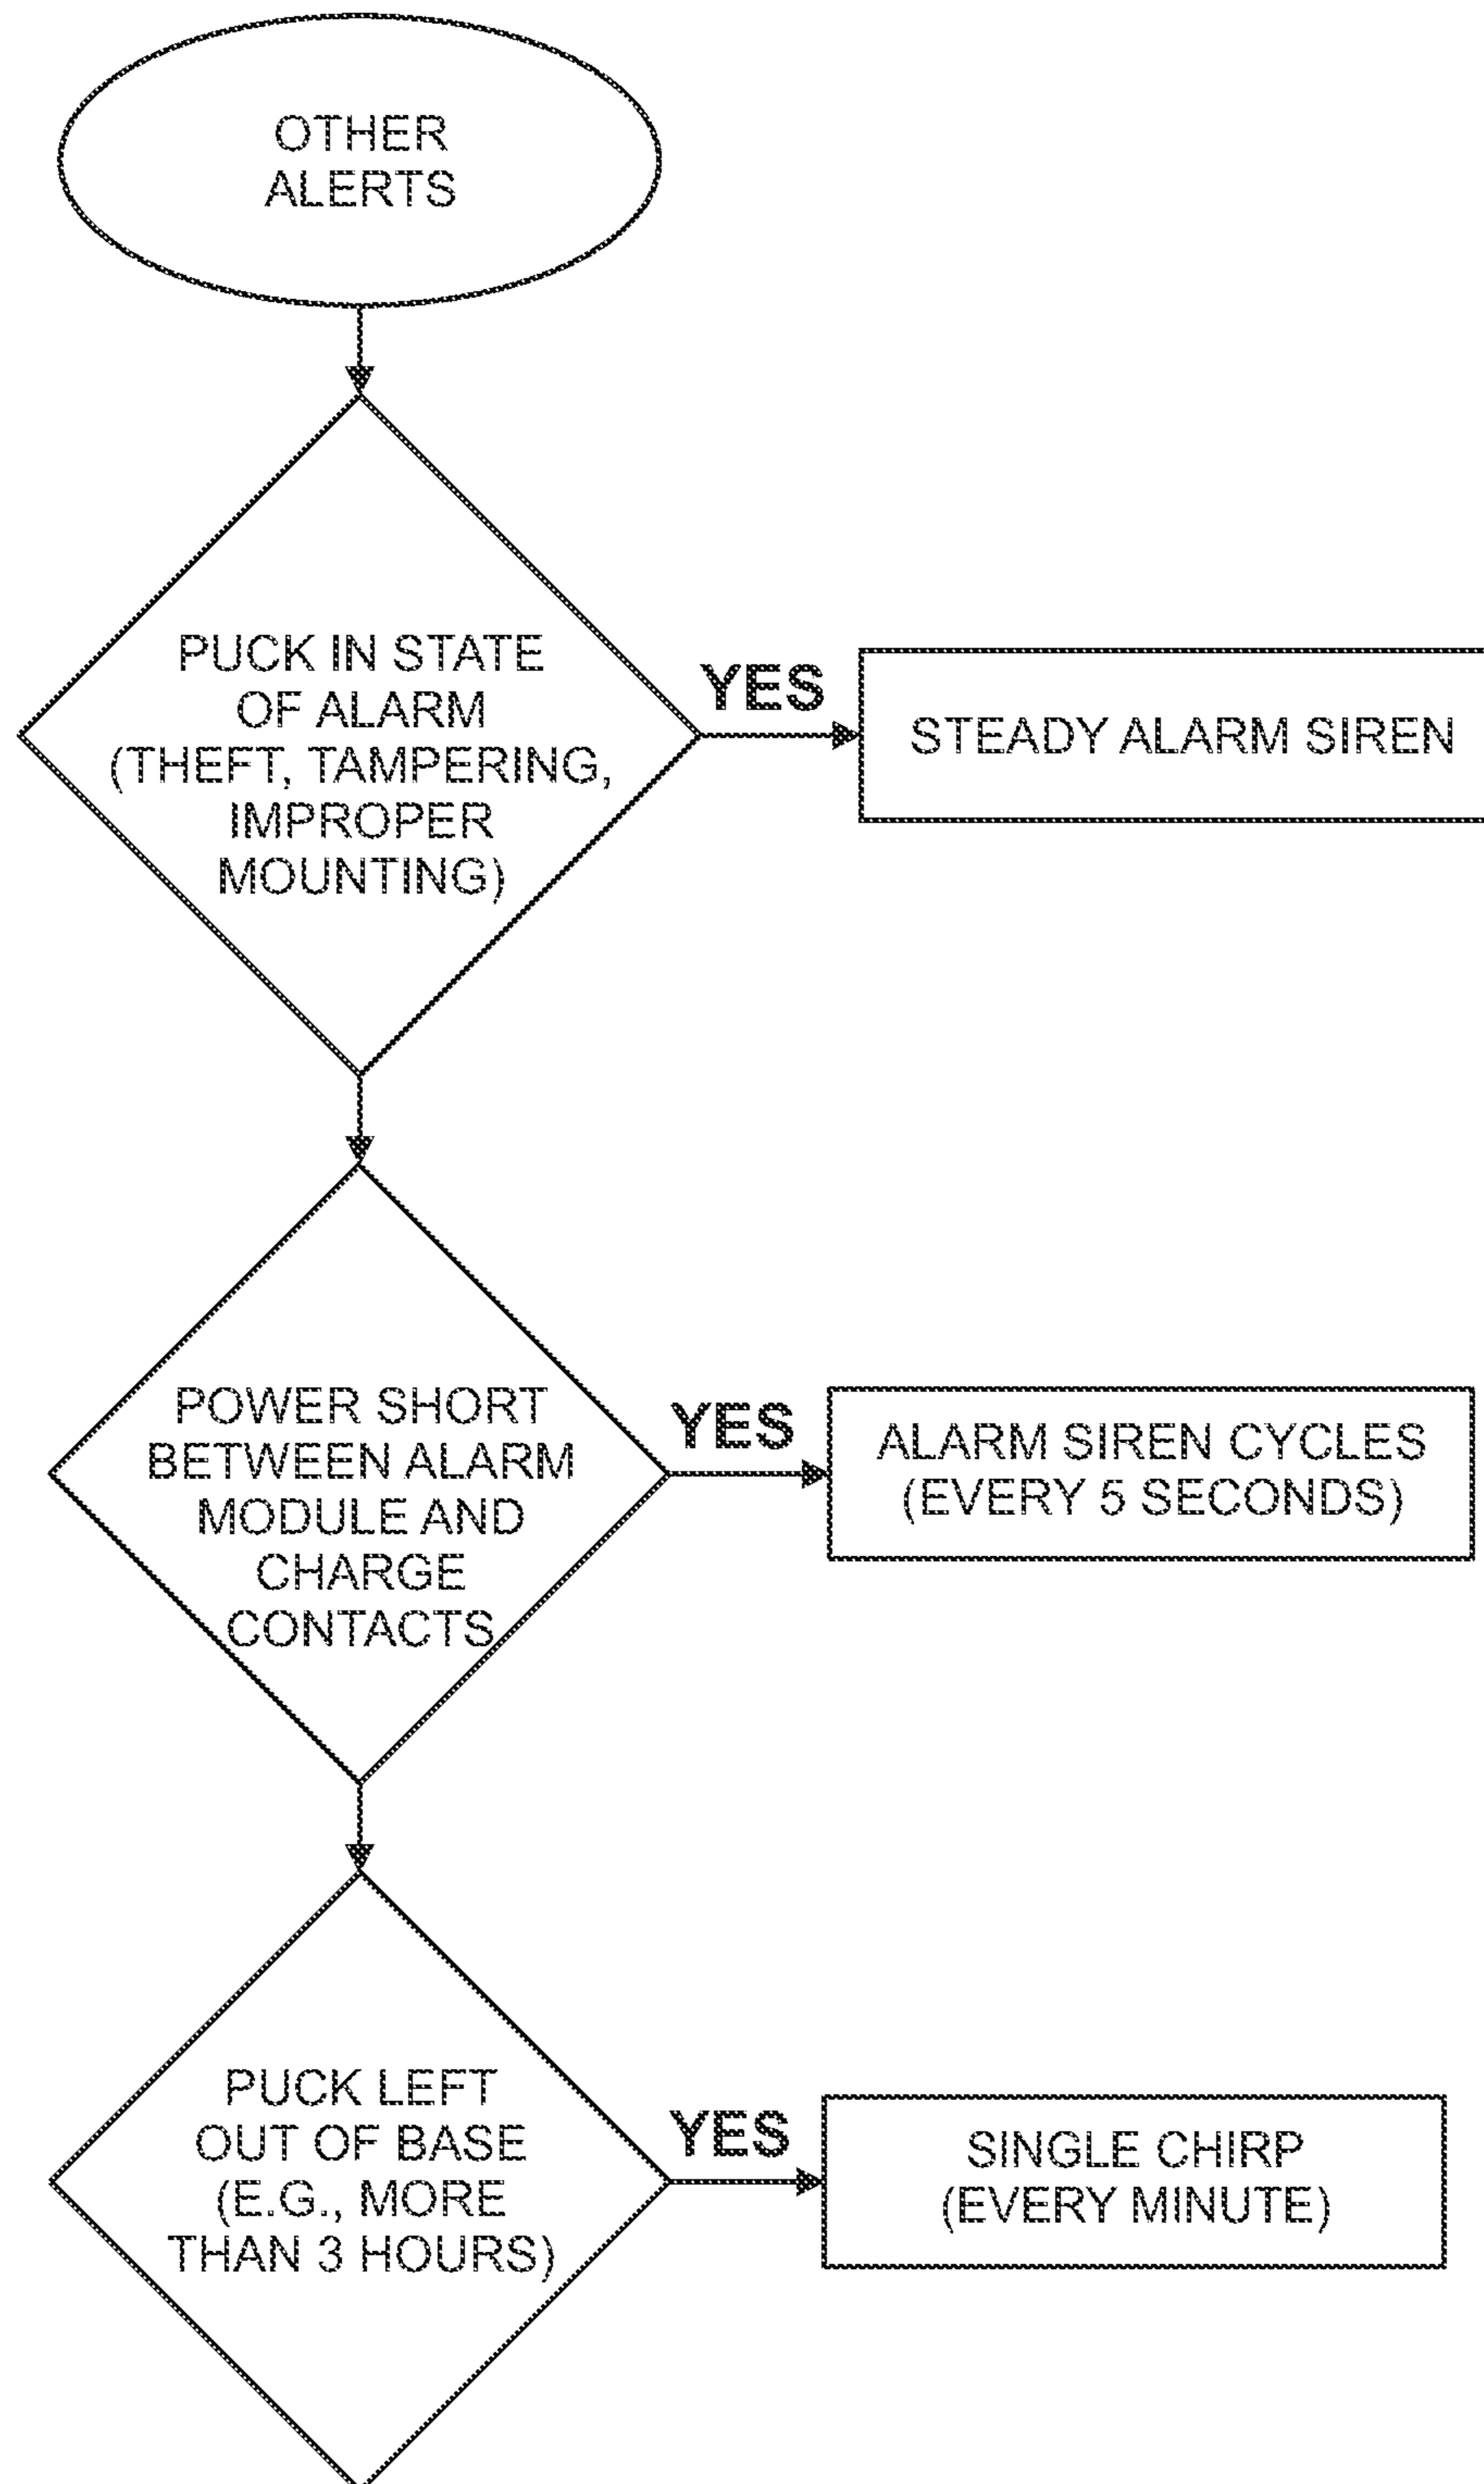 OTHER
ALERTS
PUCK IN STATE
OF ALARM
(THEFT, TAMPERING,
IMPROPER
MOUNTING)
YES
STEADY ALARM SIREN
POWER SHORT
BETWEEN ALARM
MODULE AND
CHARGE
CONTACTS
YES
ALARM SIREN CYCLES
(EVERY 5 SECONDS)
PUCK LEFT
OUT OF BASE
(E.G., MORE
THAN 3 HOURS)
YES
SINGLE CHIRP
(EVERY MINUTE)